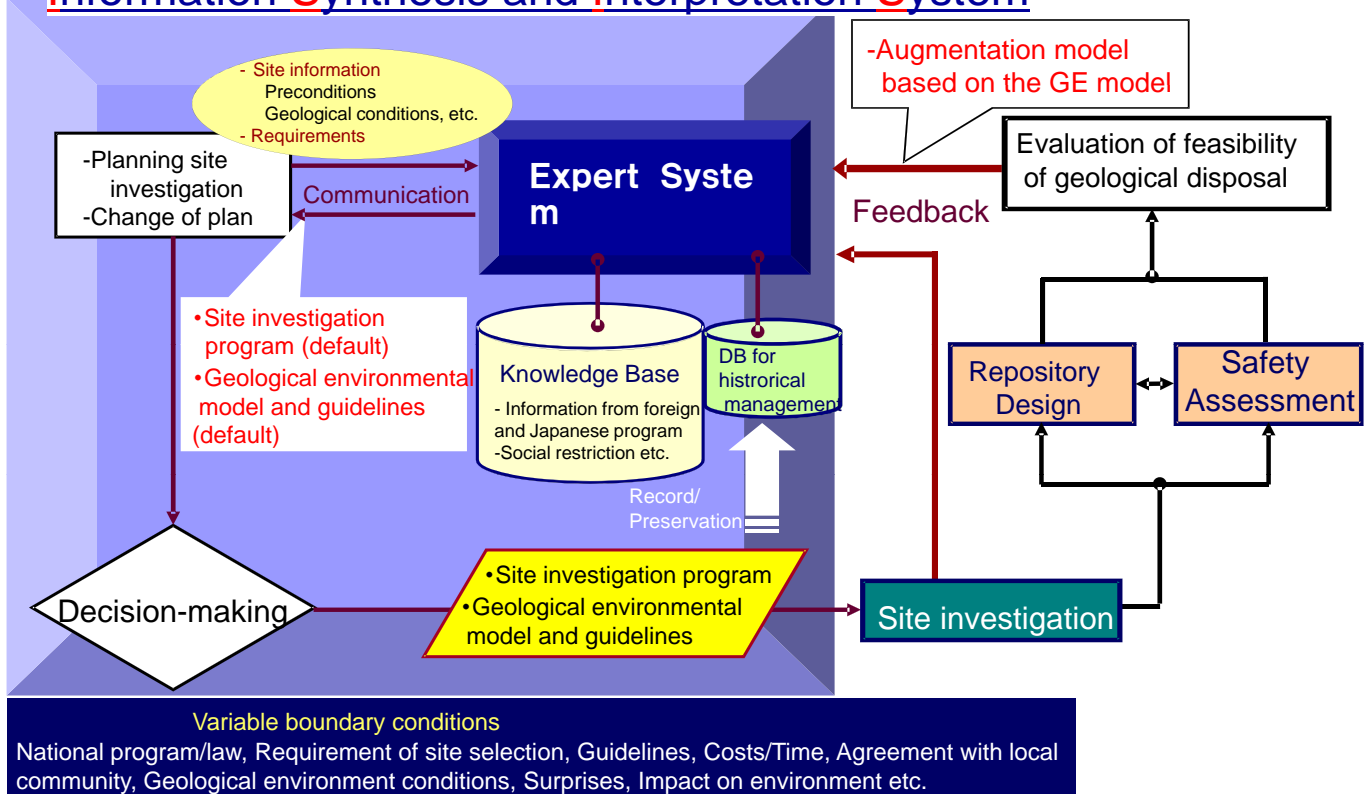 Information Synthesis and Interpretation System
- Site information
Preconditions
Geological conditions, etc.
- Requirements
-Augmentation model
based on the GE model
-Planning site
investigation
-Change of plan
Communication
Expert Syste
m
Feedback
Evaluation of feasibility
of geological disposal
•Site investigation
program (default)
•Geological environmental
model and guidelines
(default)
Knowledge Base
- Information from foreign
and Japanese program
-Social restriction etc.
DB for
histrorical
management
Repository
Design
Safety
Assessment
Record/
Preservation
Decision-making
•Site investigation program
•Geological environmental
model and guidelines
Site investigation
Variable boundary conditions
National program/law, Requirement of site selection, Guidelines, Costs/Time, Agreement with local
community, Geological environment conditions, Surprises, Impact on environment etc.